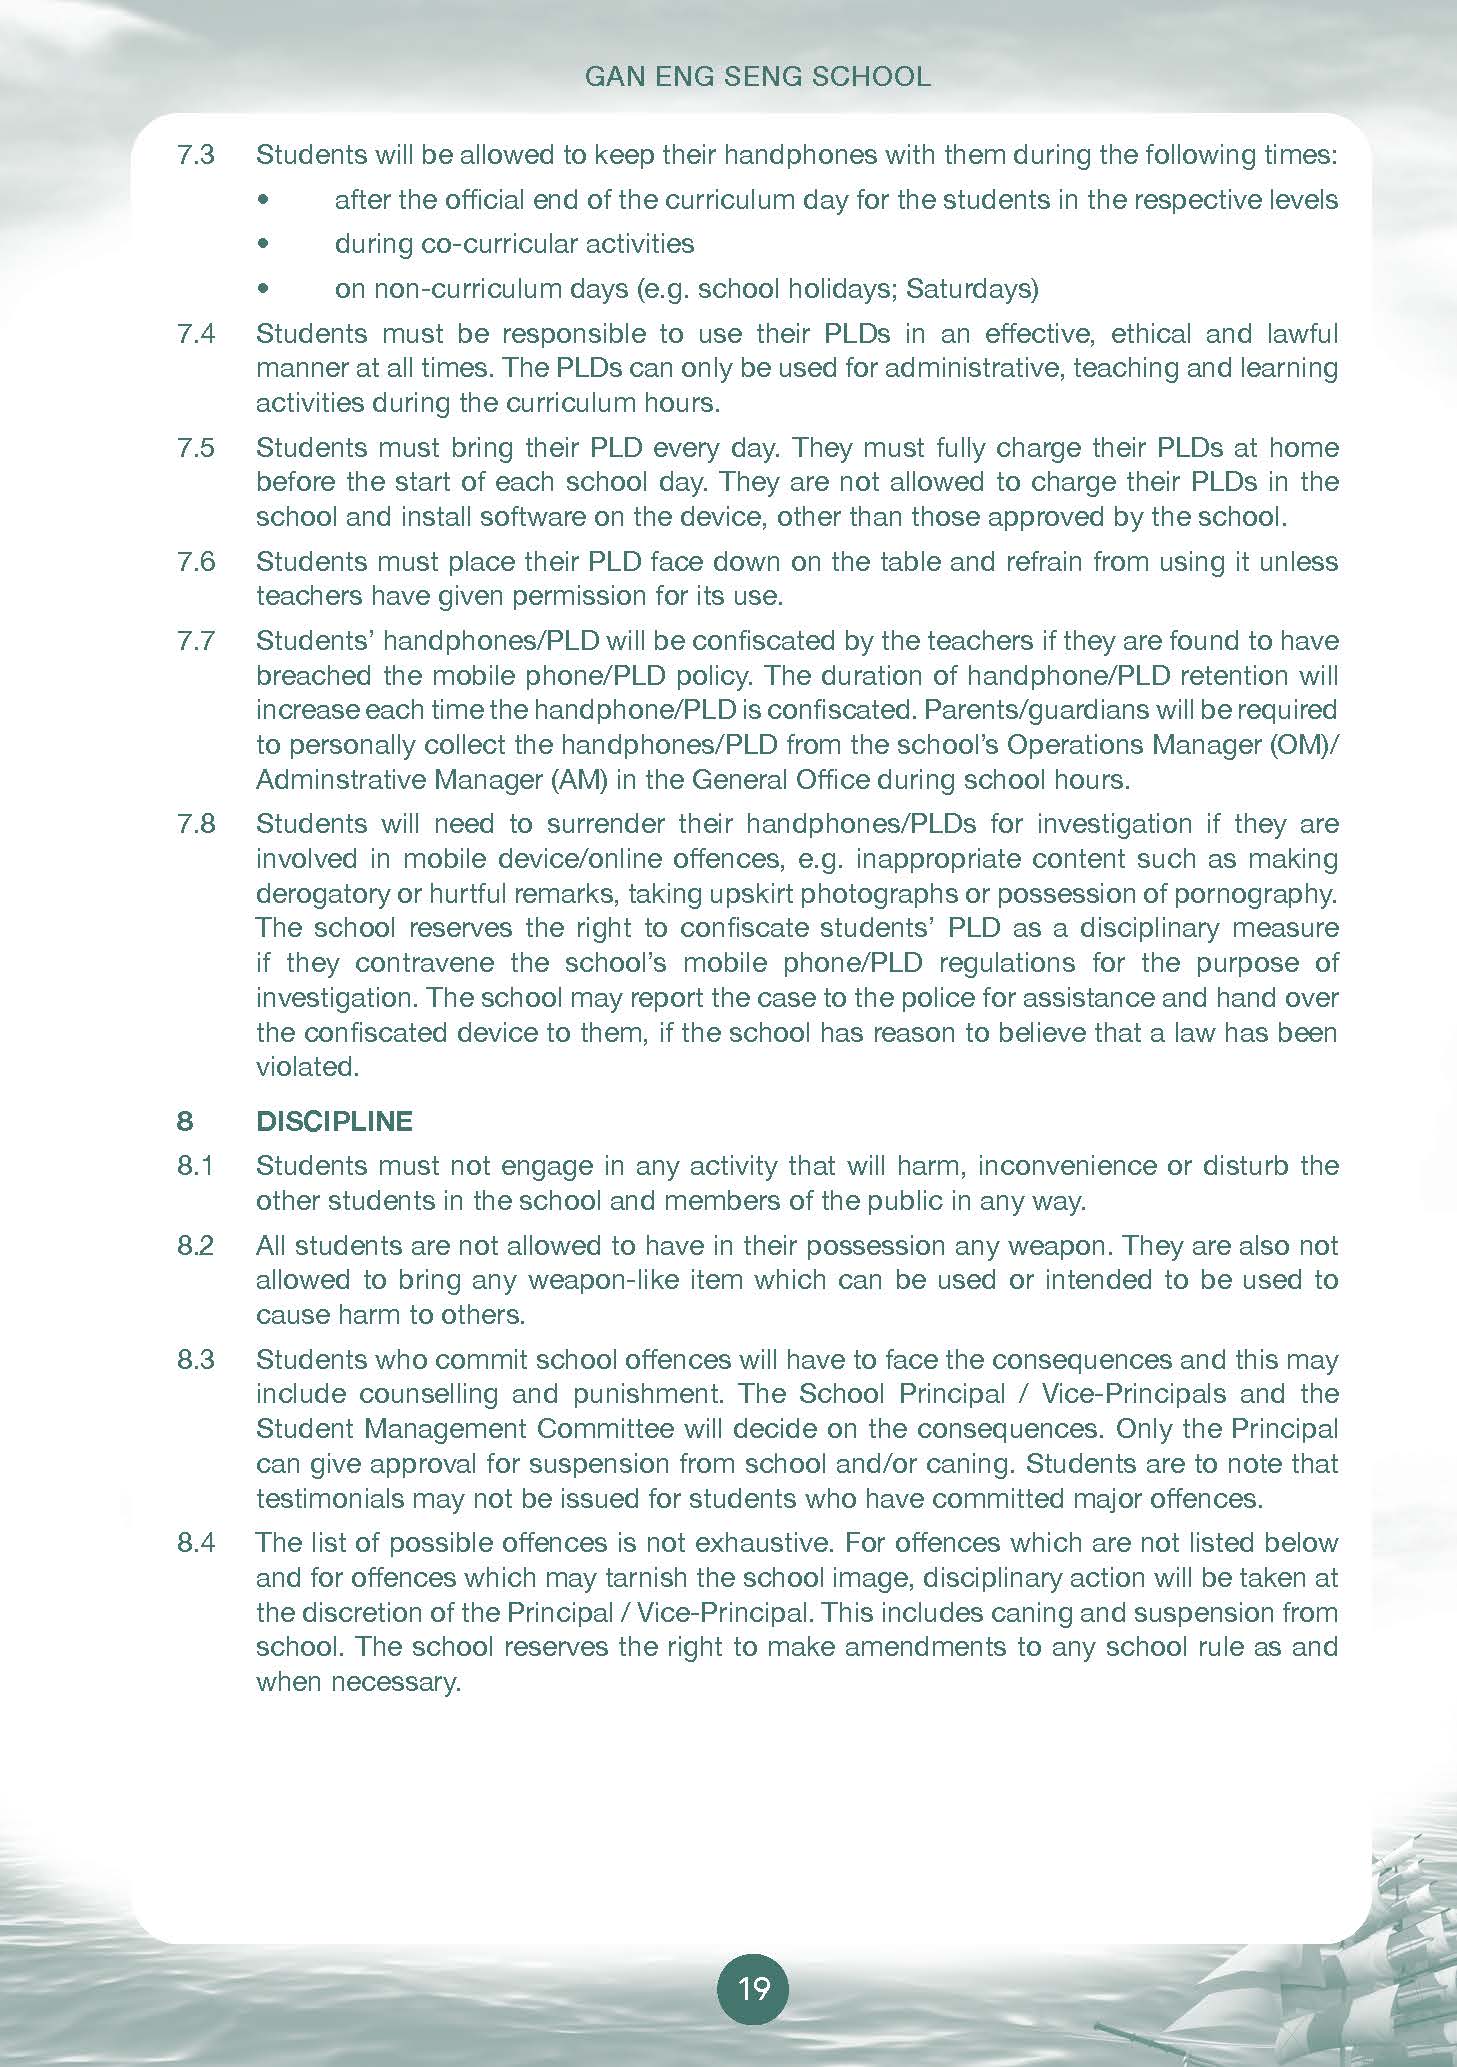 GAN ENG SENG SCHOOL
7.3 Students will be allowed to keep their handphones with them during the following times:
• after the official end of the curriculum day for the students in the respective levels
• during co-curricular activities
• on non-curriculum days (e.g. school holidays; Saturdays)
7.4 Students must be responsible to use their PLDs in an effective, ethical and lawful
manner at all times. The PLDs can only be used for administrative, teaching and learning
activities during the curriculum hours.
7.5 Students must bring their PLD every day. They must fully charge their PLDs at home
before the start of each school day. They are not allowed to charge their PLDs in the
school and install software on the device, other than those approved by the school.
7.6 Students must place their PLD face down on the table and refrain from using it unless
teachers have given permission for its use.
7.7 Students’ handphones/PLD will be confiscated by the teachers if they are found to have
breached the mobile phone/PLD policy. The duration of handphone/PLD retention will
increase each time the handphone/PLD is confiscated. Parents/guardians will be required
to personally collect the handphones/PLD from the school’s Operations Manager (OM)/
Adminstrative Manager (AM) in the General Office during school hours.
7.8 Students will need to surrender their handphones/PLDs for investigation if they are
involved in mobile device/online offences, e.g. inappropriate content such as making
derogatory or hurtful remarks, taking upskirt photographs or possession of pornography.
The school reserves the right to confiscate students’ PLD as a disciplinary measure
if they contravene the school’s mobile phone/PLD regulations for the purpose of
investigation. The school may report the case to the police for assistance and hand over
the confiscated device to them, if the school has reason to believe that a law has been
violated.
8 DISCIPLINE
8.1 Students must not engage in any activity that will harm, inconvenience or disturb the
other students in the school and members of the public in any way.
8.2 All students are not allowed to have in their possession any weapon. They are also not
allowed to bring any weapon-like item which can be used or intended to be used to
cause harm to others.
8.3 Students who commit school offences will have to face the consequences and this may
include counselling and punishment. The School Principal / Vice-Principals and the
Student Management Committee will decide on the consequences. Only the Principal
can give approval for suspension from school and/or caning. Students are to note that
testimonials may not be issued for students who have committed major offences.
8.4 The list of possible offences is not exhaustive. For offences which are not listed below
and for offences which may tarnish the school image, disciplinary action will be taken at
the discretion of the Principal / Vice-Principal. This includes caning and suspension from
school. The school reserves the right to make amendments to any school rule as and
when necessary.
19